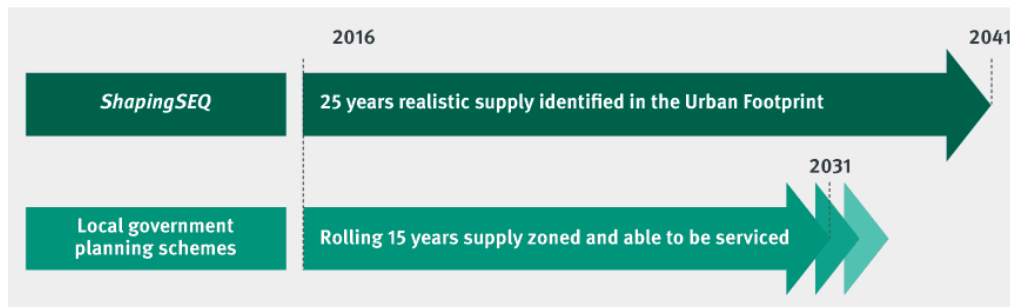 2016
2041
ShapingSEQ
25 years realistic supply identified in the Urban Footprint
2031
Local government
planning schemes
Rolling 15 years supply zoned and able to be serviced